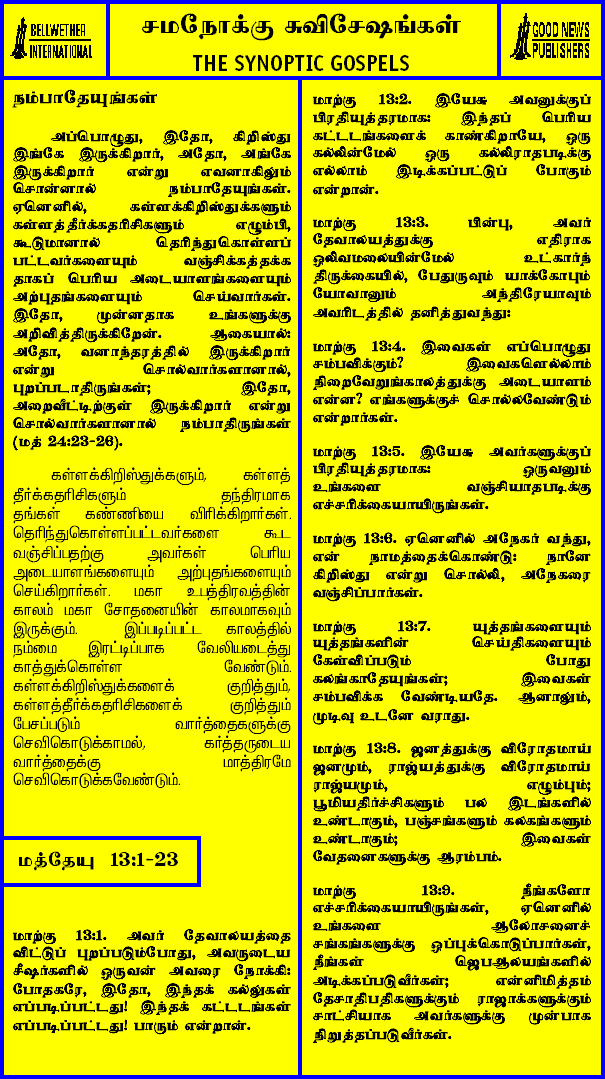 BELLWETHER
INTERNATIONAL
சமநோக்கு சுவிசேஷங்கள்
THE SYNOPTIC GOSPELS
GOOD NEWS
PUBLISHERS
நம்பாதேயுங்கள்
அப்பொழுது, இதோ, கிறிஸ்து
இங்கே இருக்கிறார், அதோ, அங்கே
இருக்கிறார் என்று எவனாகிலும்
சொன்னால் நம்பாதேயுங்கள்.
ஏனெனில், கள்ளக்கிறிஸ்துக்களும்
கள்ளத்தீர்க்கதரிசிகளும் எழும்பி,
கூடுமானால் தெரிந்துகொள்ளப்
பட்டவர்களையும் வஞ்சிக்கத்தக்க
தாகப் பெரிய அடையாளங்களையும்
அற்புதங்களையும் செய்வார்கள்.
இதோ, முன்னதாக உங்களுக்கு
அறிவித்திருக்கிறேன். ஆகையால்:
அதோ, வனாந்தரத்தில் இருக்கிறார்
என்று சொல்வார்களானால்,
புறப்படாதிருங்கள்; இதோ,
அறைவீட்டிற்குள் இருக்கிறார் என்று
சொல்வார்களானால் நம்பாதிருங்கள்
(மத் 24:23-26).
கள்ளக்கிறிஸ்துக்களும், கள்ளத்
தீர்க்கதரிசிகளும் தந்திரமாக
தங்கள் கண்ணியை விரிக்கிறார்கள்.
தெரிந்துகொள்ளப்பட்டவர்களை கூட
வஞ்சிப்பதற்கு அவர்கள் பெரிய
அடையாளங்களையும் அற்புதங்களையும்
செய்கிறார்கள். மகா உபத்திரவத்தின்
காலம் மகா சோதனையின் காலமாகவும்
இருக்கும். இப்படிப்பட்ட காலத்தில்
நம்மை இரட்டிப்பாக வேலியடைத்து
காத்துக்கொள்ள வேண்டும்.
கள்ளக்கிறிஸ்துக்களைக் குறித்தும்,
கள்ளத்தீர்க்கதரிசிகளைக் குறித்தும்
பேசப்படும் வார்த்தைகளுக்கு
செவிகொடுக்காமல், கர்த்தருடைய
வார்த்தைக்கு மாத்திரமே
செவிகொடுக்கவேண்டும்.
மத்தேயு 13:1-23
மாற்கு 13:1. அவர் தேவாலயத்தை
விட்டுப் புறப்படும்போது, அவருடைய
சீஷர்களில் ஒருவன் அவரை நோக்கி:
போதகரே, இதோ, இந்தக் கல்லுகள்
எப்படிப்பட்டது! இந்தக் கட்டடங்கள்
எப்படிப்பட்டது! பாரும் என்றான்.
மாற்கு 13:2. இயேசு அவனுக்குப்
பிரதியுத்தரமாக: இந்தப் பெரிய
கட்டடங்களைக் காண்கிறாயே, ஒரு
கல்லின்மேல் ஒரு கல்லிராதபடிக்கு
எல்லாம் இடிக்கப்பட்டுப் போகும்
என்றான்.
மாற்கு 13:3. பின்பு, அவர்
தேவாலயத்துக்கு எதிராக
ஒலிவமலையின்மேல் உட்கார்ந்
திருக்கையில், பேதுருவும் யாக்கோபும்
யோவானும் அந்திரேயாவும்
அவரிடத்தில் தனித்துவந்து:
மாற்கு 13:4. இவைகள் எப்பொழுது
சம்பவிக்கும்? இவைகளெல்லாம்
நிறைவேறுங்காலத்துக்கு அடையாளம்
என்ன? எங்களுக்குச் சொல்லவேண்டும்
என்றார்கள்.
மாற்கு 13:5. இயேசு அவர்களுக்குப்
பிரதியுத்தரமாக: ஒருவனும்
உங்களை வஞ்சியாதபடிக்கு
எச்சரிக்கையாயிருங்கள்.
மாற்கு 13:6. ஏனெனில் அநேகர் வந்து,
என் நாமத்தைக்கொண்டு: நானே
கிறிஸ்து என்று சொல்லி, அநேகரை
வஞ்சிப்பார்கள்.
மாற்கு 13:7. யுத்தங்களையும்
யுத்தங்களின் செய்திகளையும்
கேள்விப்படும் போது
கலங்காதேயுங்கள்; இவைகள்
சம்பவிக்க வேண்டியதே. ஆனாலும்,
முடிவு உடனே வராது.
மாற்கு 13:8. ஜனத்துக்கு விரோதமாய்
ஜனமும், ராஜ்யத்துக்கு விரோதமாய்
ராஜ்யமும், எழும்பும்;
பூமியதிர்ச்சிகளும் பல இடங்களில்
உண்டாகும், பஞ்சங்களும் கலகங்களும்
உண்டாகும்; இவைகள்
வேதனைகளுக்கு ஆரம்பம்.
மாற்கு 13:9. நீங்களோ
எச்சரிக்கையாயிருங்கள், ஏனெனில்
உங்களை ஆலோசனைச்
சங்கங்களுக்கு ஒப்புக்கொடுப்பார்கள்,
நீங்கள் ஜெபஆலயங்களில்
அடிக்கப்படுவீர்கள்; என்னிமித்தம்
தேசாதிபதிகளுக்கும் ராஜாக்களுக்கும்
சாட்சியாக அவர்களுக்கு முன்பாக
நிறுத்தப்படுவீர்கள்.